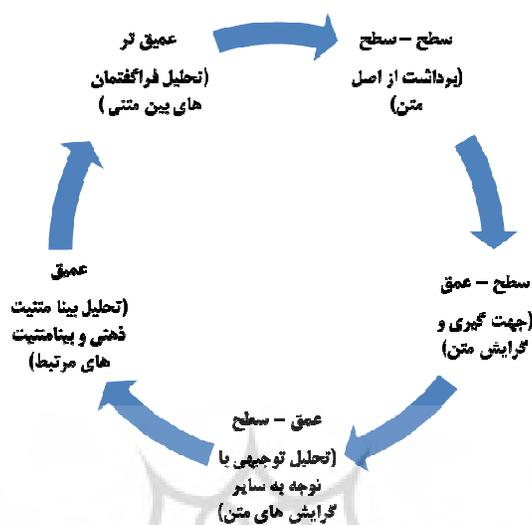 سطح – سطح
(برداشت از اصل
متن)
سطح – عمق
(جهت گیری و
گرایش متن)
عمق – سطح
(تحلیل توجیهی با
توجه به سایر
گرایش های متن)
عمیق
(تحلیل بینا متنیت
ذهنی و بینامتنیت
های مرتبط)
عمیق تر
(تحلیل فراگفتمان
های بین متنی)